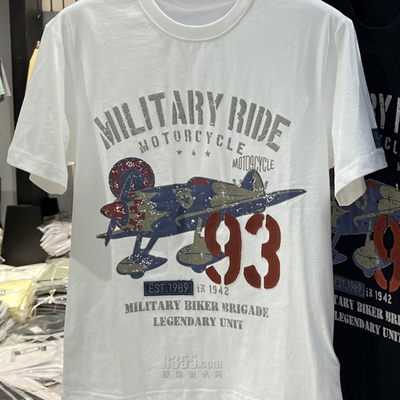 MILITARY RIDE
MOTORCYCLE
MOTORCYCLE
93
EST.1989 1942
MILITARY BIKER BRIGADE
LEGENDARY UNIT